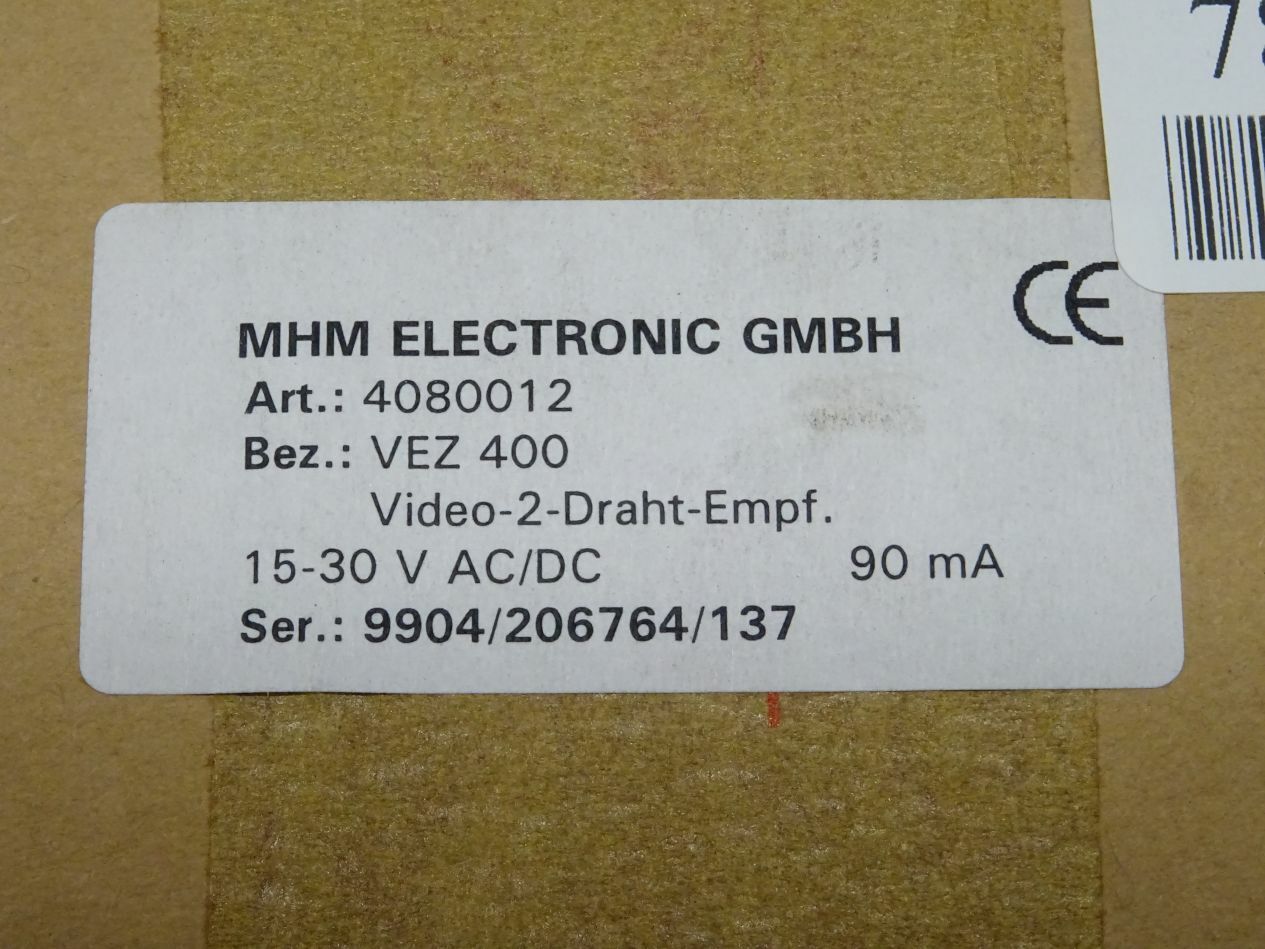 CE
MHM ELECTRONIC GMBH
Art.: 4080012
Bez.: VEZ 400
Video-2-Draht-Empf.
15-30 V AC/DC 90 mA
Ser.: 9904/206764/137